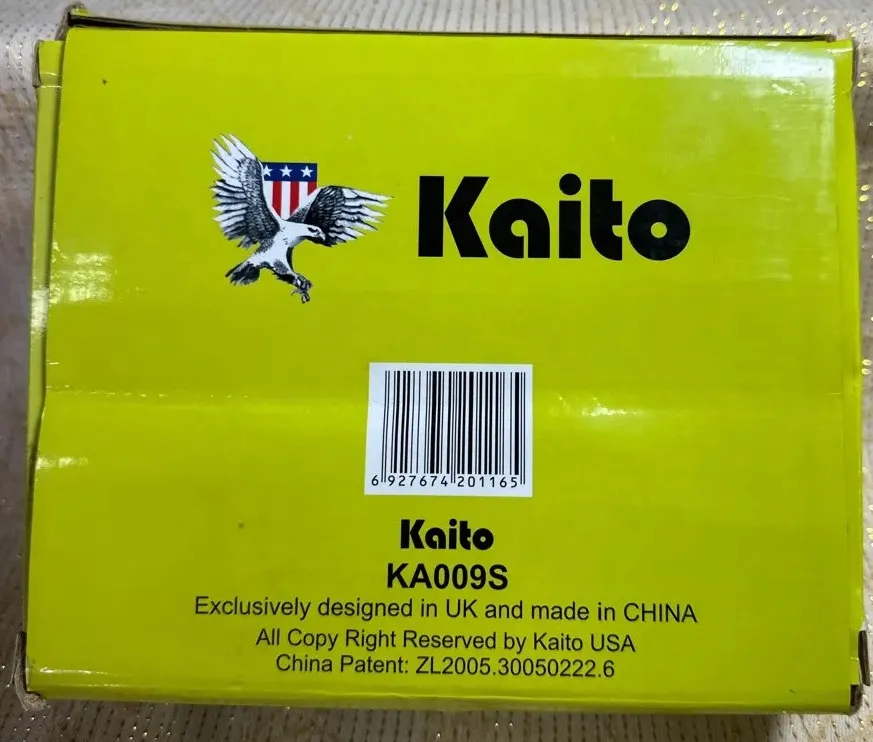 Kaito
6 927674 201165
Kaito
KA009S
Exclusively designed in UK and made in CHINA
All Copy Right Reserved by Kaito USA
China Patent: ZL2005.30050222.6